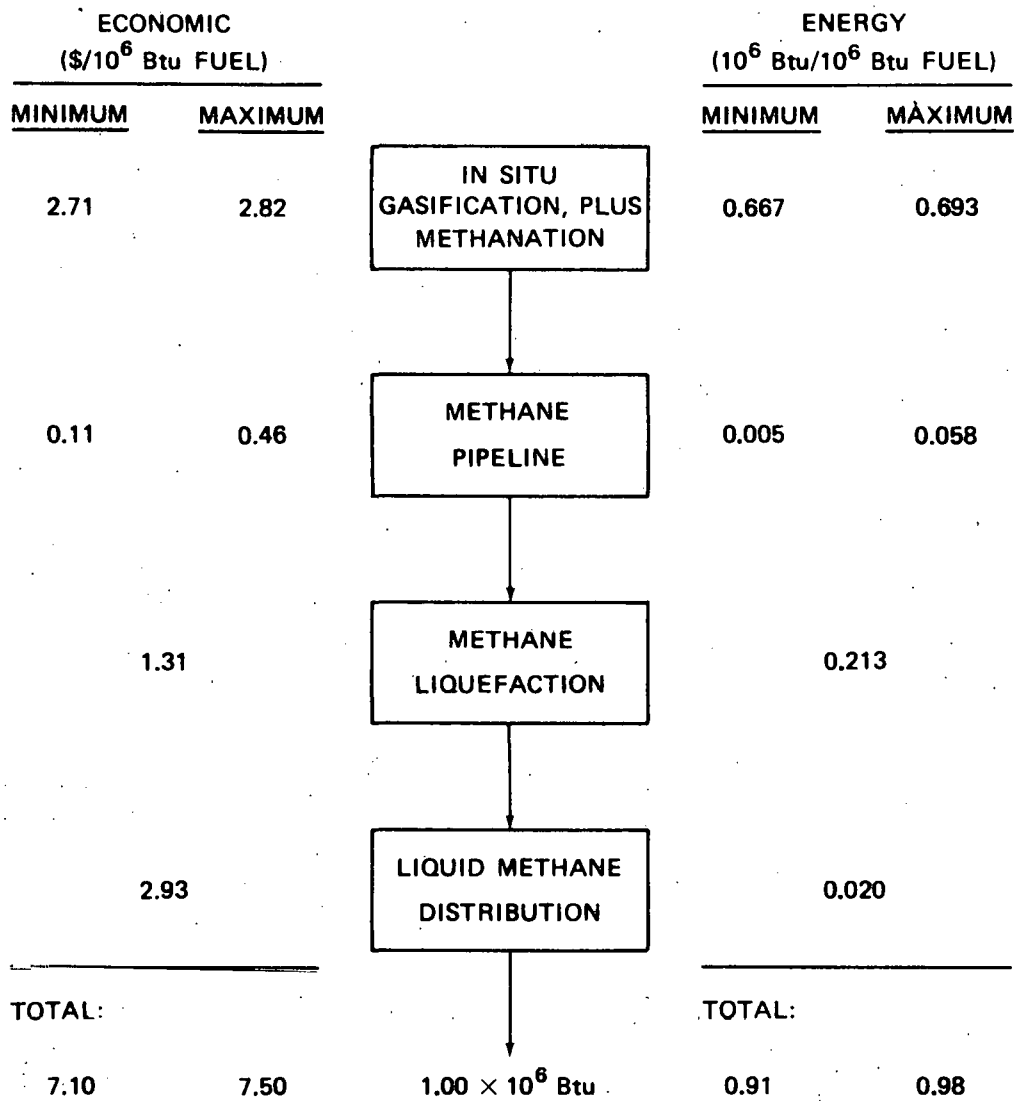 ECONOMIC ENERGY
($/10⁶ Btu FUEL) (10⁶ Btu/10⁶ Btu FUEL)
MINIMUM MAXIMUM MINIMUM MAXIMUM
IN SITU
2.71 2.82 GASIFICATION, PLUS 0.667 0.693
METHANATION
METHANE
0.11 0.46 0.005 0.058
PIPELINE
METHANE
1.31 0.213
LIQUEFACTION
LIQUID METHANE
2.93 0.020
DISTRIBUTION
TOTAL: TOTAL:
7.10 7.50 1.00 × 10⁶ Btu 0.91 0.98